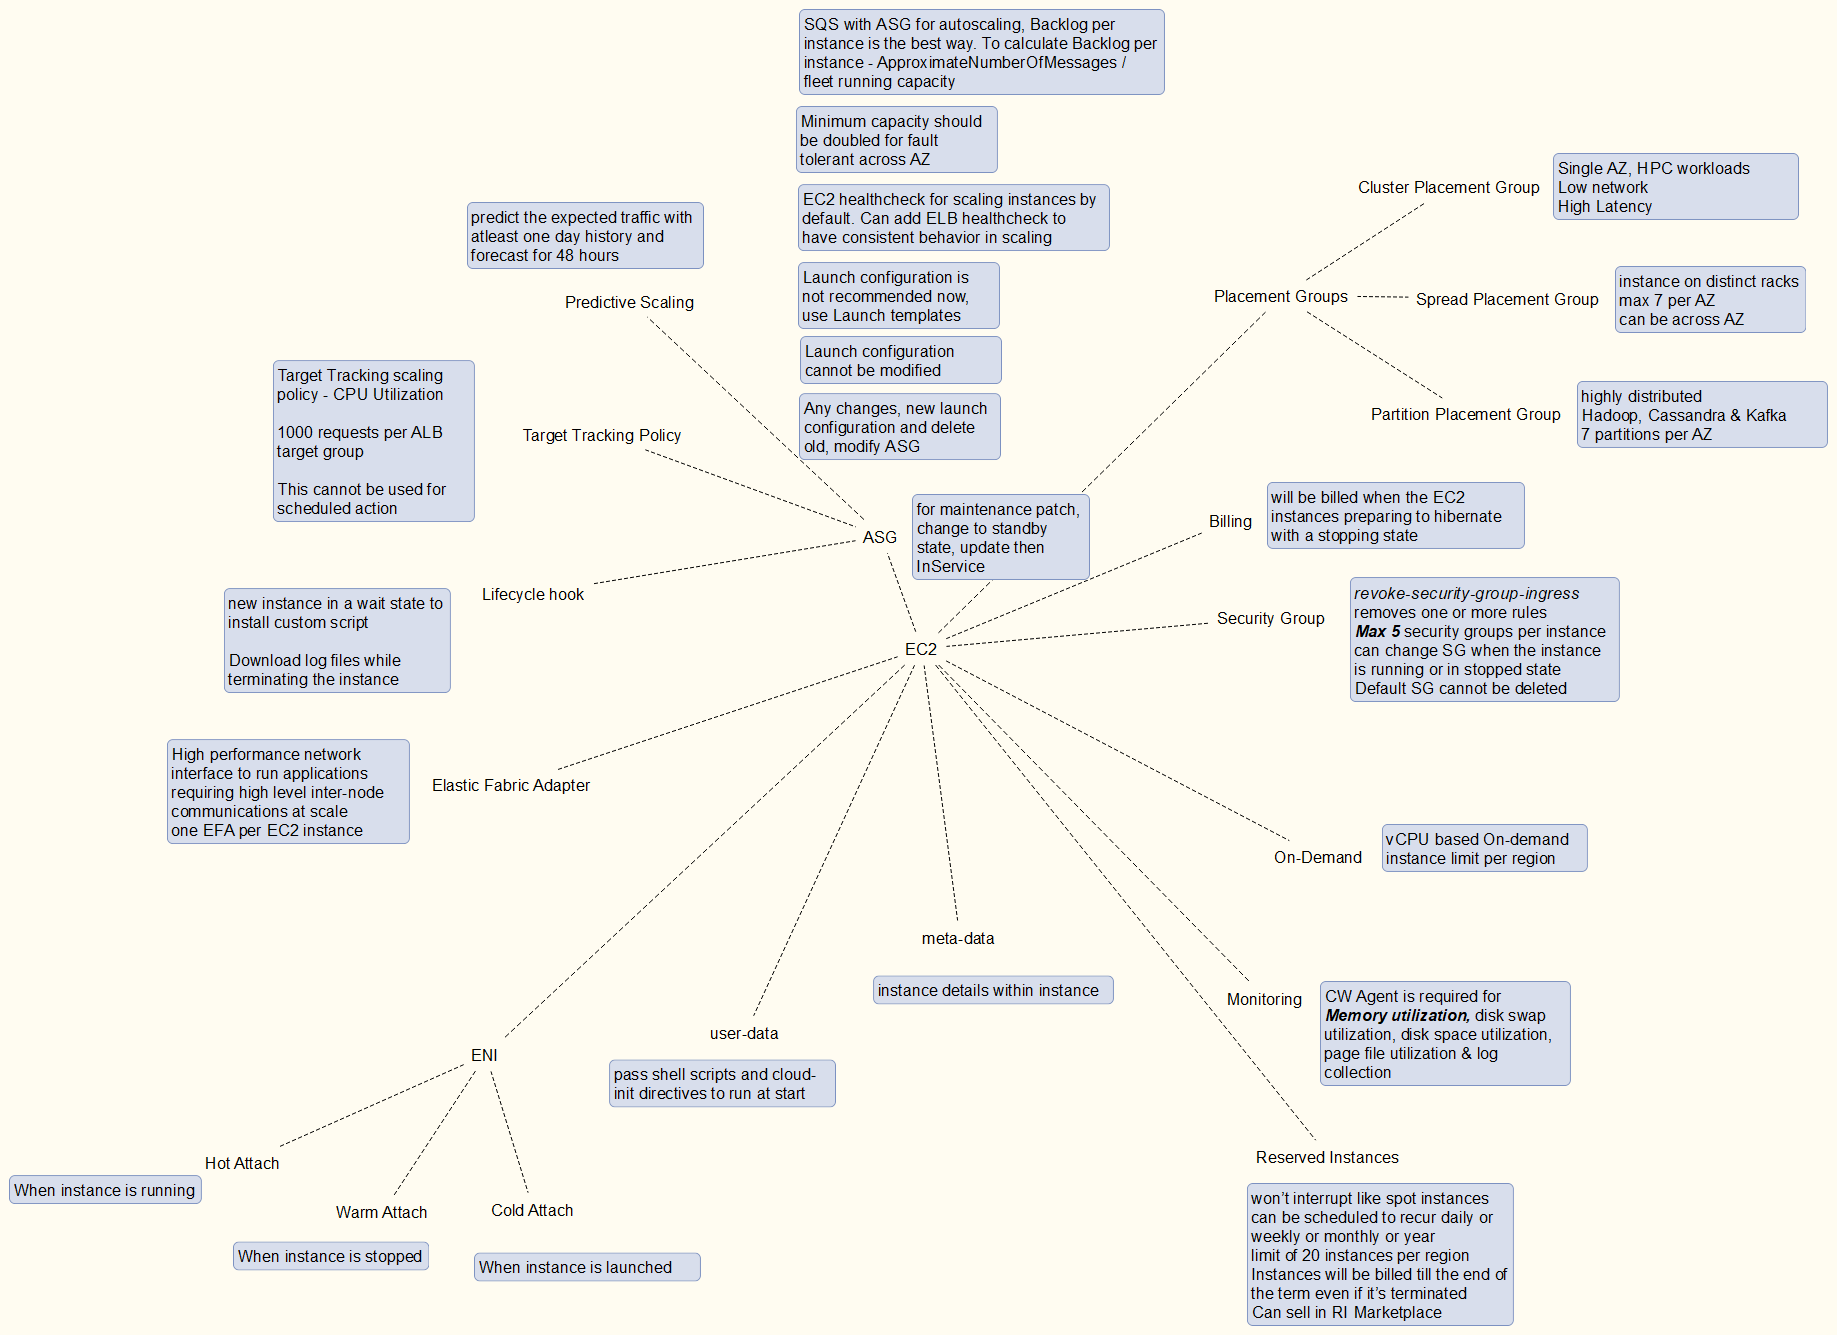 SQS with ASG for autoscaling, Backlog per
instance is the best way. To calculate Backlog per
instance - ApproximateNumberOfMessages /
fleet running capacity
Minimum capacity should
be doubled for fault
tolerant across AZ
EC2 healthcheck for scaling instances by
default. Can add ELB healthcheck to
have consistent behavior in scaling
Launch configuration is
not recommended now,
use Launch templates
Launch configuration
cannot be modified
Any changes, new launch
configuration and delete
old, modify ASG
for maintenance patch,
change to standby
state, update then
InService
predict the expected traffic with
atleast one day history and
forecast for 48 hours
Predictive Scaling
Target Tracking scaling
policy - CPU Utilization
1000 requests per ALB
target group
This cannot be used for
scheduled action
Target Tracking Policy
ASG
Lifecycle hook
new instance in a wait state to
install custom script
Download log files while
terminating the instance
Cluster Placement Group
Single AZ, HPC workloads
Low network
High Latency
Placement Groups
Spread Placement Group
instance on distinct racks
max 7 per AZ
can be across AZ
Partition Placement Group
highly distributed
Hadoop, Cassandra & Kafka
7 partitions per AZ
Billing
will be billed when the EC2
instances preparing to hibernate
with a stopping state
Security Group
revoke-security-group-ingress
removes one or more rules
Max 5 security groups per instance
can change SG when the instance
is running or in stopped state
Default SG cannot be deleted
EC2
High performance network
interface to run applications
requiring high level inter-node
communications at scale
one EFA per EC2 instance
Elastic Fabric Adapter
On-Demand
vCPU based On-demand
instance limit per region
meta-data
instance details within instance
Monitoring
CW Agent is required for
Memory utilization, disk swap
utilization, disk space utilization,
page file utilization & log
collection
user-data
pass shell scripts and cloud-
init directives to run at start
ENI
Hot Attach
When instance is running
Warm Attach
When instance is stopped
Cold Attach
When instance is launched
Reserved Instances
won't interrupt like spot instances
can be scheduled to recur daily or
weekly or monthly or year
limit of 20 instances per region
Instances will be billed till the end of
the term even if it's terminated
Can sell in RI Marketplace